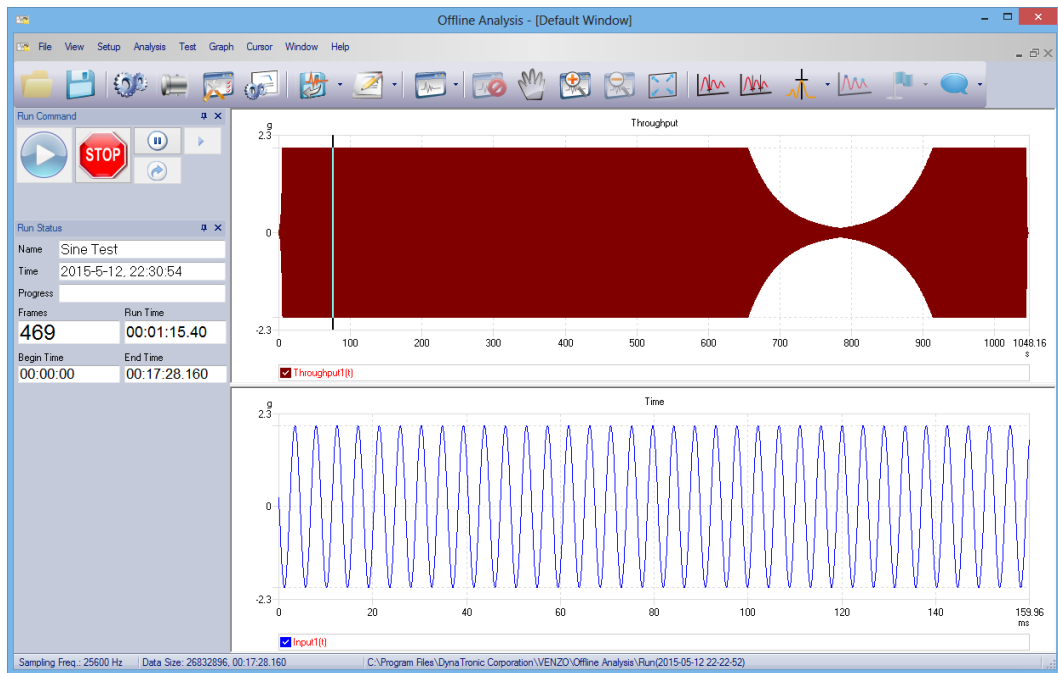 Offline Analysis - [Default Window]
File View Setup Analysis Test Graph Cursor Window Help
Run Command
STOP
Run Status
Name Sine Test
Time 2015-5-12, 22:30:54
Progress
Frames Run Time
469 00:01:15.40
Begin Time End Time
00:00:00 00:17:28.160
Throughput
g
2.3
0
-2.3
0 100 200 300 400 500 600 700 800 900 1000 1048.16
s
Throughput1(t)
Time
g
2.3
0
-2.3
0 20 40 60 80 100 120 140 159.96
ms
Input1(t)
Sampling Freq.: 25600 Hz Data Size: 26832896, 00:17:28.160 C:\Program Files\DynaTronic Corporation\VENZO\Offline Analysis\Run(2015-05-12 22-22-52)